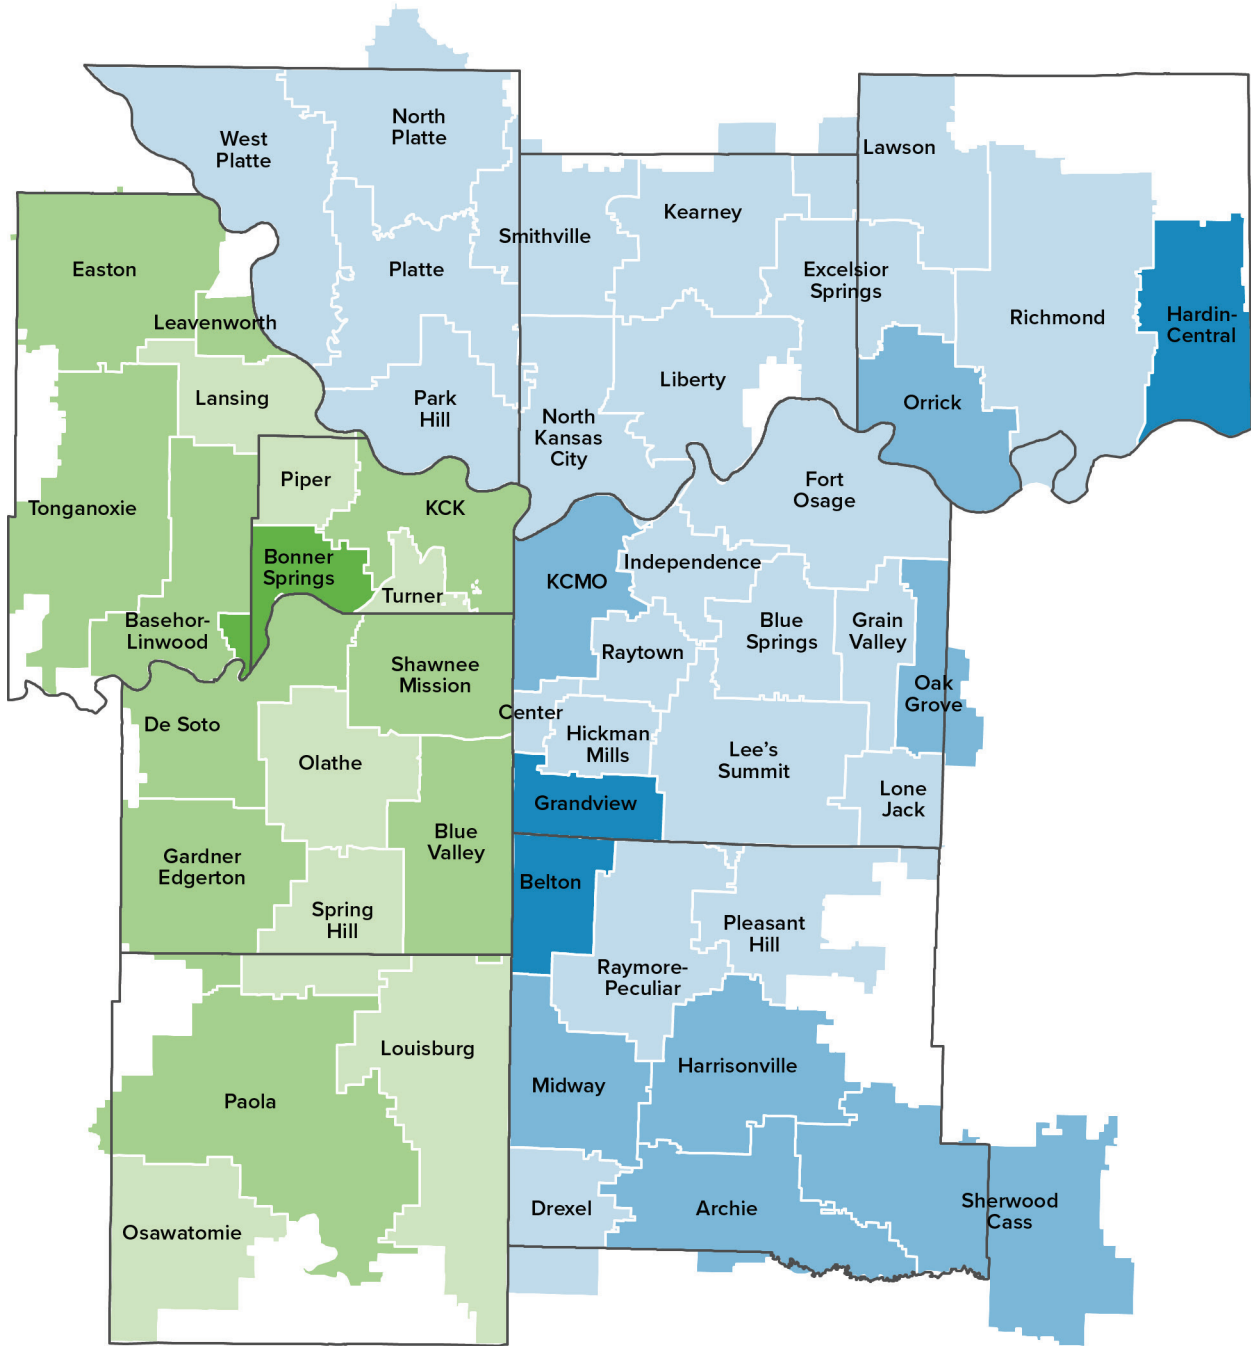 North
Platte
West
Platte
Lawson
Kearney
Smithville
Easton
Platte
Excelsior
Springs
Leavenworth
Richmond
Hardin-
Central
Liberty
Lansing
Park
Hill
Orrick
North
Kansas
City
Piper
Fort
Osage
Tonganoxie
KCK
Bonner
Springs
Independence
KCMO
Turner
Basehor-
Linwood
Blue
Springs
Grain
Valley
Raytown
Shawnee
Mission
Oak
Grove
Center
De Soto
Hickman
Mills
Lee's
Summit
Olathe
Lone
Jack
Grandview
Blue
Valley
Gardner
Edgerton
Belton
Spring
Hill
Pleasant
Hill
Raymore-
Peculiar
Louisburg
Harrisonville
Midway
Paola
Sherwood
Cass
Drexel
Archie
Osawatomie